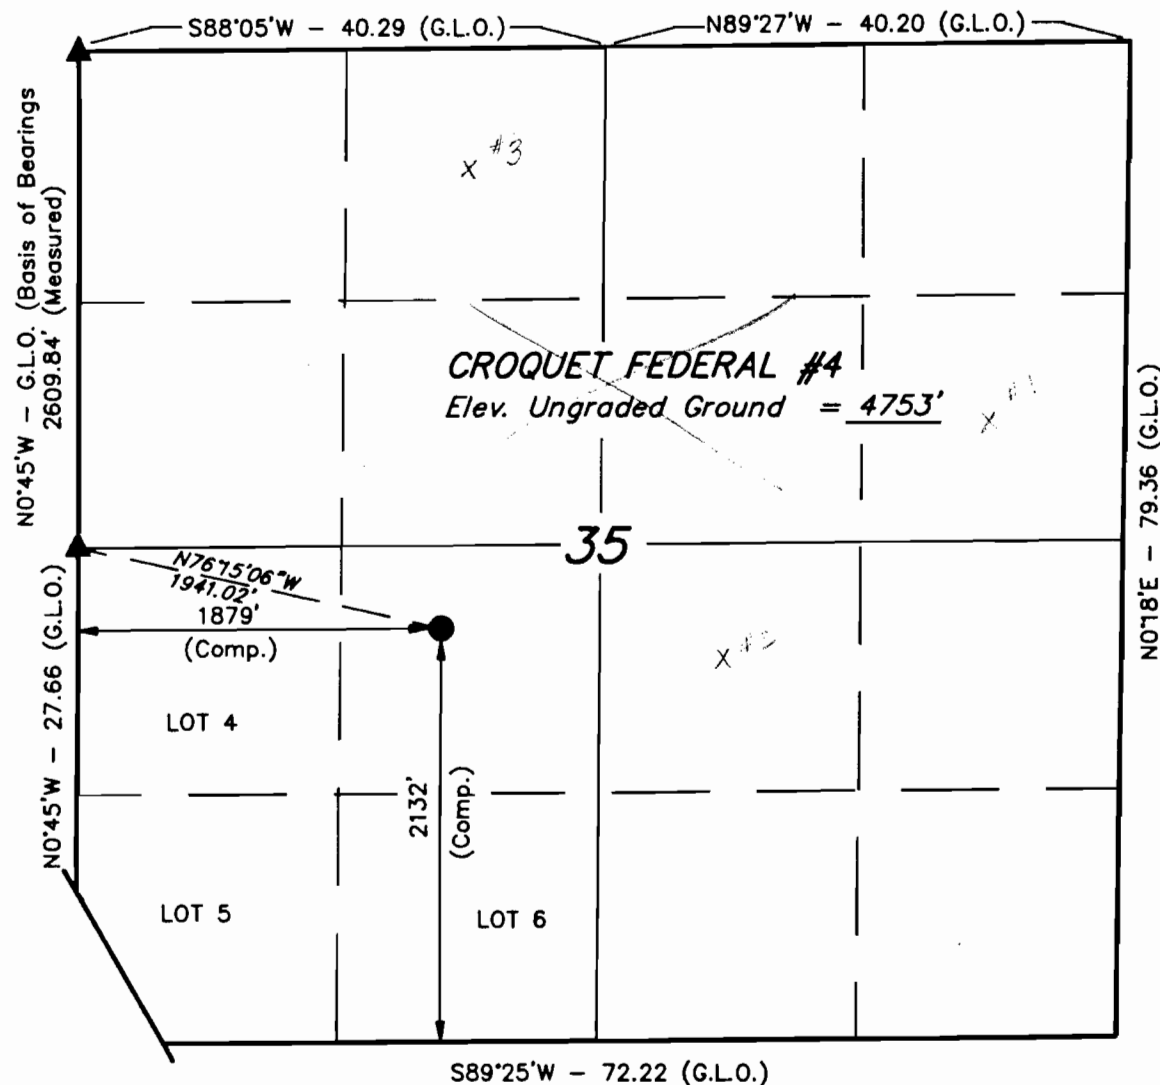 S88°05'W - 40.29 (G.L.O.)
N89°27'W - 40.20 (G.L.O.)
N0°45'W - G.L.O. (Basis of Bearings
2609.84' (Measured)
x #3
CROQUET FEDERAL #4
Elev. Ungraded Ground = 4753'
x #1
N0°18'E - 79.36 (G.L.O.)
35
N76°15'06"W
1941.02'
1879'
(Comp.)
x
N0°45'W - 27.66 (G.L.O.)
LOT 4
2132'
(Comp.)
LOT 5
LOT 6
S89°25'W - 72.22 (G.L.O.)